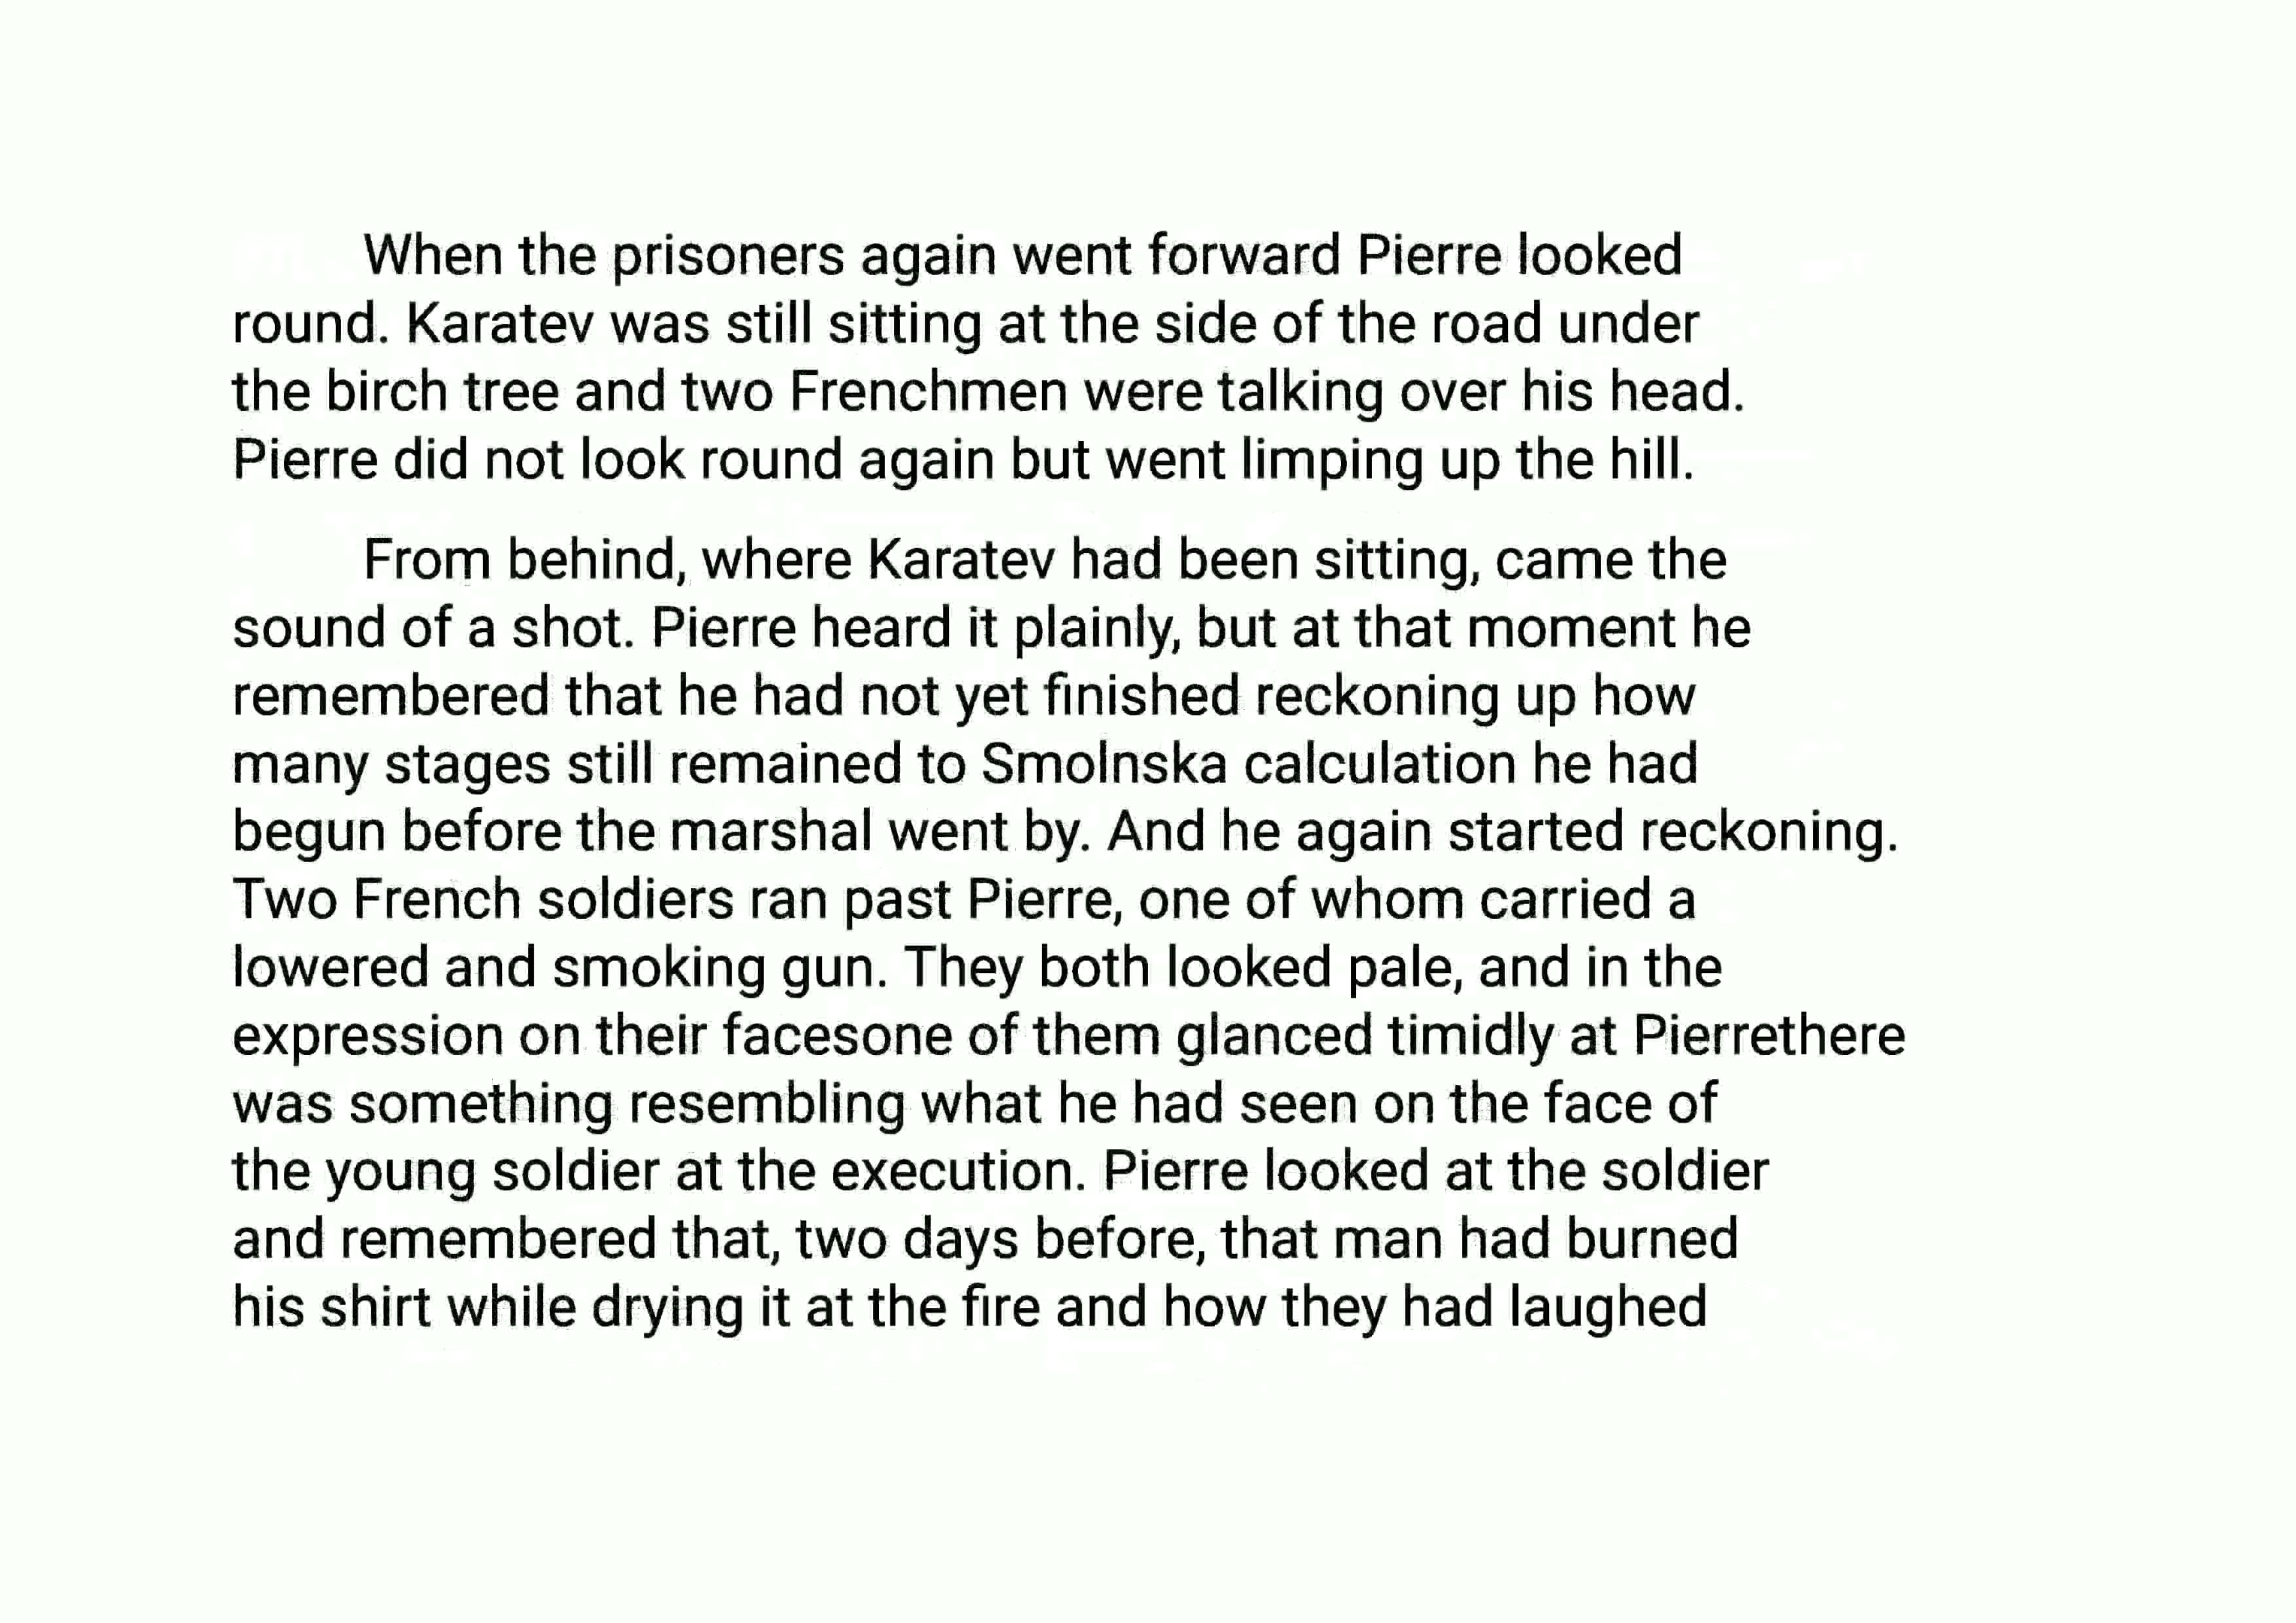 When the prisoners again went forward Pierre looked
round. Karatev was still sitting at the side of the road under
the birch tree and two Frenchmen were talking over his head.
Pierre did not look round again but went limping up the hill.
From behind, where Karatev had been sitting, came the
sound of a shot. Pierre heard it plainly, but at that moment he
remembered that he had not yet finished reckoning up how
many stages still remained to Smolnska calculation he had
begun before the marshal went by. And he again started reckoning.
Two French soldiers ran past Pierre, one of whom carried a
lowered and smoking gun. They both looked pale, and in the
expression on their facesone of them glanced timidly at Pierrethere
was something resembling what he had seen on the face of
the young soldier at the execution. Pierre looked at the soldier
and remembered that, two days before, that man had burned
his shirt while drying it at the fire and how they had laughed